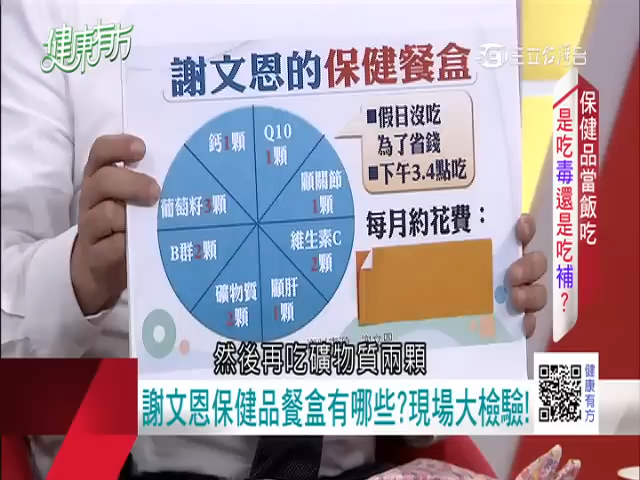 健康有方
三立台灣台
謝文恩的保健餐盒
鈣1顆
Q10
1顆
顧關節
1顆
維生素C
2顆
顧肝
1顆
礦物質
2顆
B群2顆
葡萄籽3顆
■假日沒吃
為了省錢
■下午3.4點吃
每月約花費：
保健品當飯吃
是吃毒還是吃補？
然後再吃礦物質兩顆
謝文恩保健品餐盒有哪些?現場大檢驗!
健康有方